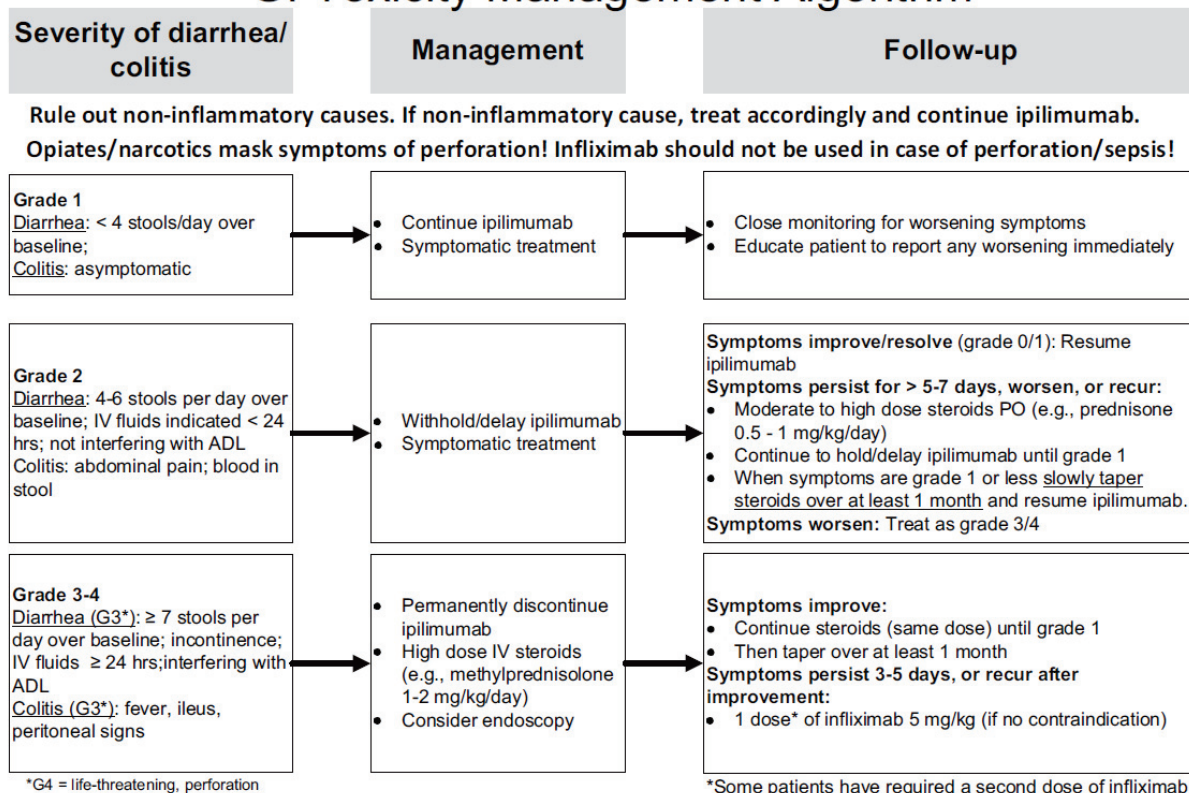 GI Toxicity Management Algorithm
Severity of diarrhea/
colitis
Management
Follow-up
Rule out non-inflammatory causes. If non-inflammatory cause, treat accordingly and continue ipilimumab.
Opiates/narcotics mask symptoms of perforation! Infliximab should not be used in case of perforation/sepsis!
Grade 1
Diarrhea: < 4 stools/day over
baseline;
Colitis: asymptomatic
• Continue ipilimumab
• Symptomatic treatment
• Close monitoring for worsening symptoms
• Educate patient to report any worsening immediately
Grade 2
Diarrhea: 4-6 stools per day over
baseline; IV fluids indicated < 24
hrs; not interfering with ADL
Colitis: abdominal pain; blood in
stool
• Withhold/delay ipilimumab
• Symptomatic treatment
Symptoms improve/resolve (grade 0/1): Resume
ipilimumab
Symptoms persist for > 5-7 days, worsen, or recur:
• Moderate to high dose steroids PO (e.g., prednisone
0.5 - 1 mg/kg/day)
• Continue to hold/delay ipilimumab until grade 1
• When symptoms are grade 1 or less slowly taper
steroids over at least 1 month and resume ipilimumab.
Symptoms worsen: Treat as grade 3/4
Grade 3-4
Diarrhea (G3*): ≥ 7 stools per
day over baseline; incontinence;
IV fluids ≥ 24 hrs;interfering with
ADL
Colitis (G3*): fever, ileus,
peritoneal signs
• Permanently discontinue
ipilimumab
• High dose IV steroids
(e.g., methylprednisolone
1-2 mg/kg/day)
• Consider endoscopy
Symptoms improve:
• Continue steroids (same dose) until grade 1
• Then taper over at least 1 month
Symptoms persist 3-5 days, or recur after
improvement:
• 1 dose* of infliximab 5 mg/kg (if no contraindication)
*G4 = life-threatening, perforation
*Some patients have required a second dose of infliximab